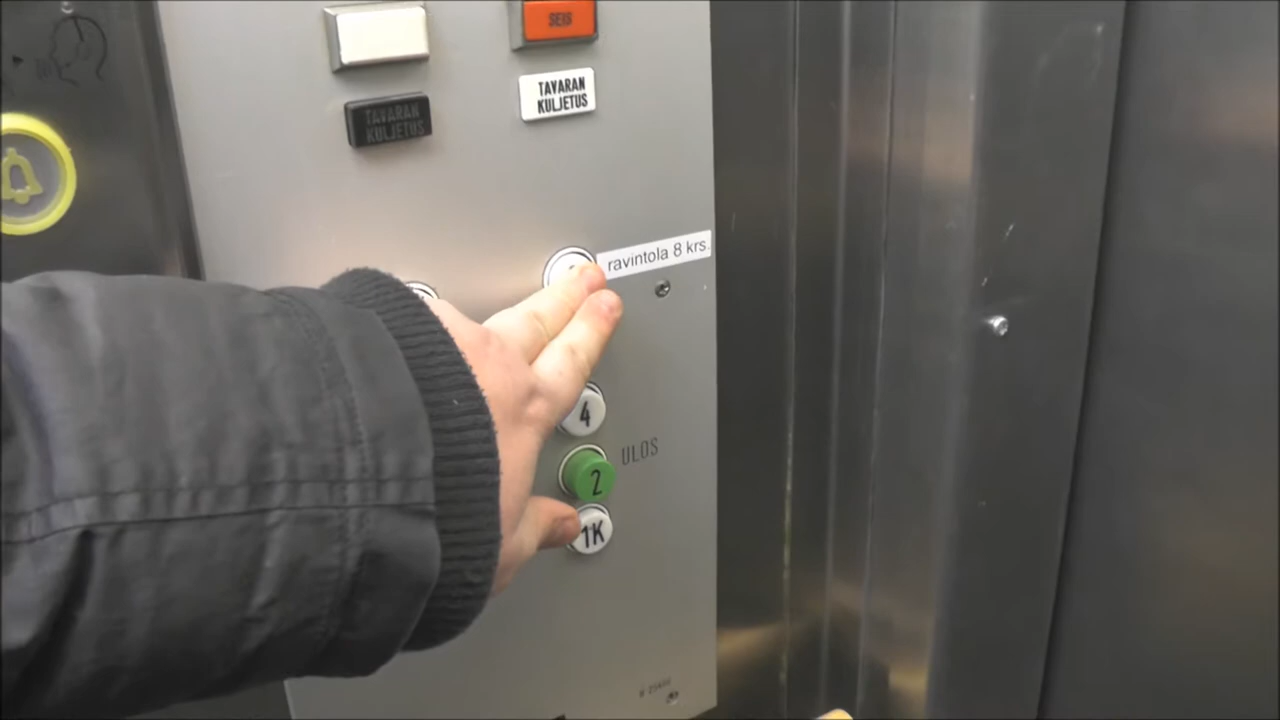 SEIS
TAVARAN
KULJETUS
TAVARAN
KULJETUS
ravintola 8 krs.
4
2
ULOS
1K